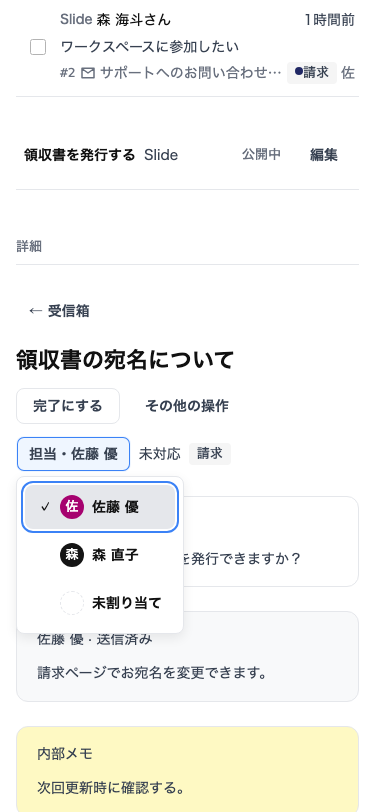 Slide 森 海斗さん 1時間前
ワークスペースに参加したい
#2 サポートへのお問い合わせ… 請求 佐
領収書を発行する Slide 公開中 編集
詳細
← 受信箱
領収書の宛名について
完了にする その他の操作
担当・佐藤 優 未対応 請求
✓ 佐 佐藤 優
森 森 直子
を発行できますか？
未割り当て
佐藤 優 · 送信済み
請求ページでお宛名を変更できます。
内部メモ
次回更新時に確認する。